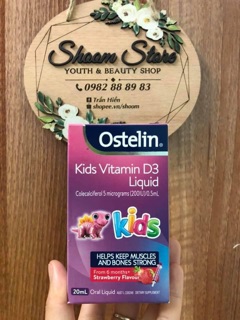 Shoom Store
YOUTH & BEAUTY SHOP
0982 88 89 83
Trần Hiền
shopee.vn/shoom
Ostelin®
Kids Vitamin D3
Liquid
Colecalciferol 5 micrograms (200IU)/0.5mL
kids
HELPS KEEP MUSCLES
AND BONES STRONG
From 6 months+
Strawberry Flavour
20mL Oral Liquid